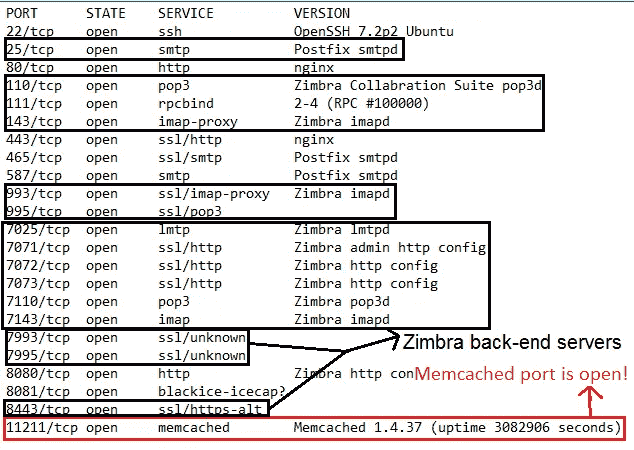 PORT STATE SERVICE VERSION
22/tcp open ssh OpenSSH 7.2p2 Ubuntu
25/tcp open smtp Postfix smtpd
80/tcp open http nginx
110/tcp open pop3 Zimbra Collabration Suite pop3d
111/tcp open rpcbind 2-4 (RPC #100000)
143/tcp open imap-proxy Zimbra imapd
443/tcp open ssl/http nginx
465/tcp open ssl/smtp Postfix smtpd
587/tcp open smtp Postfix smtpd
993/tcp open ssl/imap-proxy Zimbra imapd
995/tcp open ssl/pop3
7025/tcp open lmtp Zimbra lmtpd
7071/tcp open ssl/http Zimbra admin http config
7072/tcp open ssl/http Zimbra http config
7073/tcp open ssl/http Zimbra http config
7110/tcp open pop3 Zimbra pop3d
7143/tcp open imap Zimbra imapd
7993/tcp open ssl/unknown
Zimbra back-end servers
7995/tcp open ssl/unknown
8080/tcp open http Zimbra http con
Memcached port is open!
8081/tcp open blackice-icecap?
8443/tcp open ssl/https-alt
11211/tcp open memcached Memcached 1.4.37 (uptime 3082906 seconds)